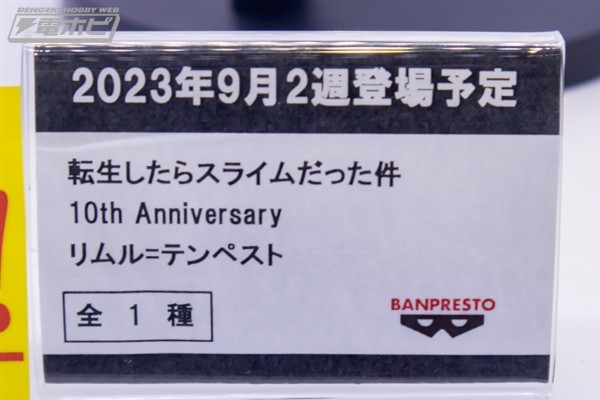 DENGEKI HOBBY WEB
電ホビ
2023年9月2週登場予定
転生したらスライムだった件
10th Anniversary
リムル=テンペスト
全 1 種
BANPRESTO